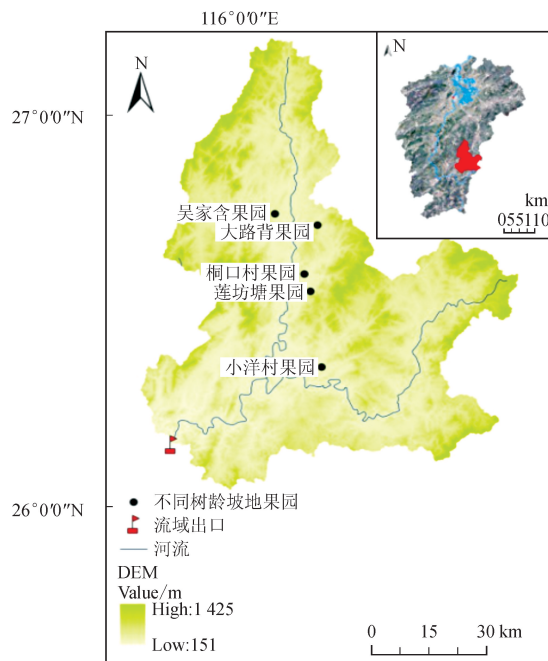 116°0′0″E
N
N
27°0′0″N
km
055110
吴家含果园
大路背果园
桐口村果园
莲坊塘果园
小洋村果园
26°0′0″N
不同树龄坡地果园
流域出口
河流
DEM
Value/m
High:1 425
Low:151
0 15 30 km